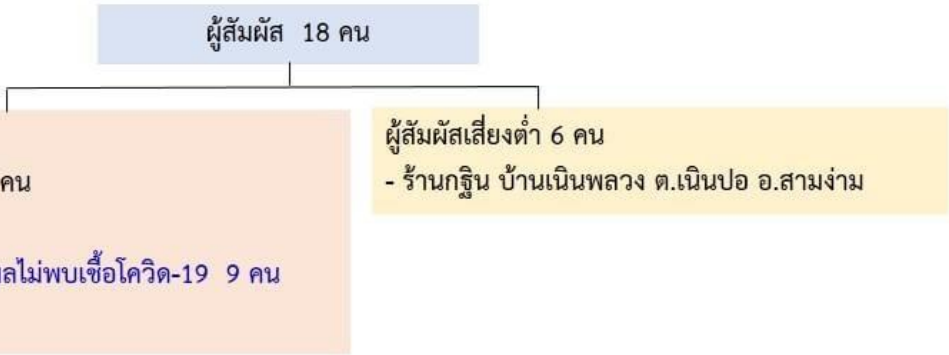 ผู้สัมผัส 18 คน
ผู้สัมผัสเสี่ยงต่ำ 6 คน
- ร้านกฐิน บ้านเนินพลวง ต.เนินปอ อ.สามง่าม
คน
ผลไม่พบเชื้อโควิด-19 9 คน